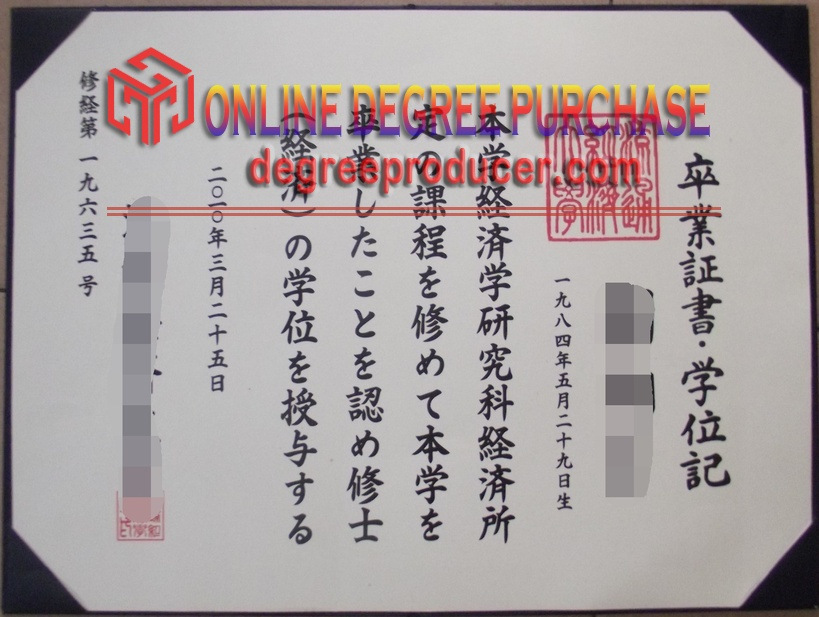 ONLINE DEGREE PURCHASE
degreeproducer.com
卒業証書・学位記
一九八四年五月二十九日生
本学経済学研究科経済所
定の課程を修めて本学を
卒業したことを認め修士
（経済）の学位を授与する
二〇一〇年三月二十五日
修経第一九六三五号